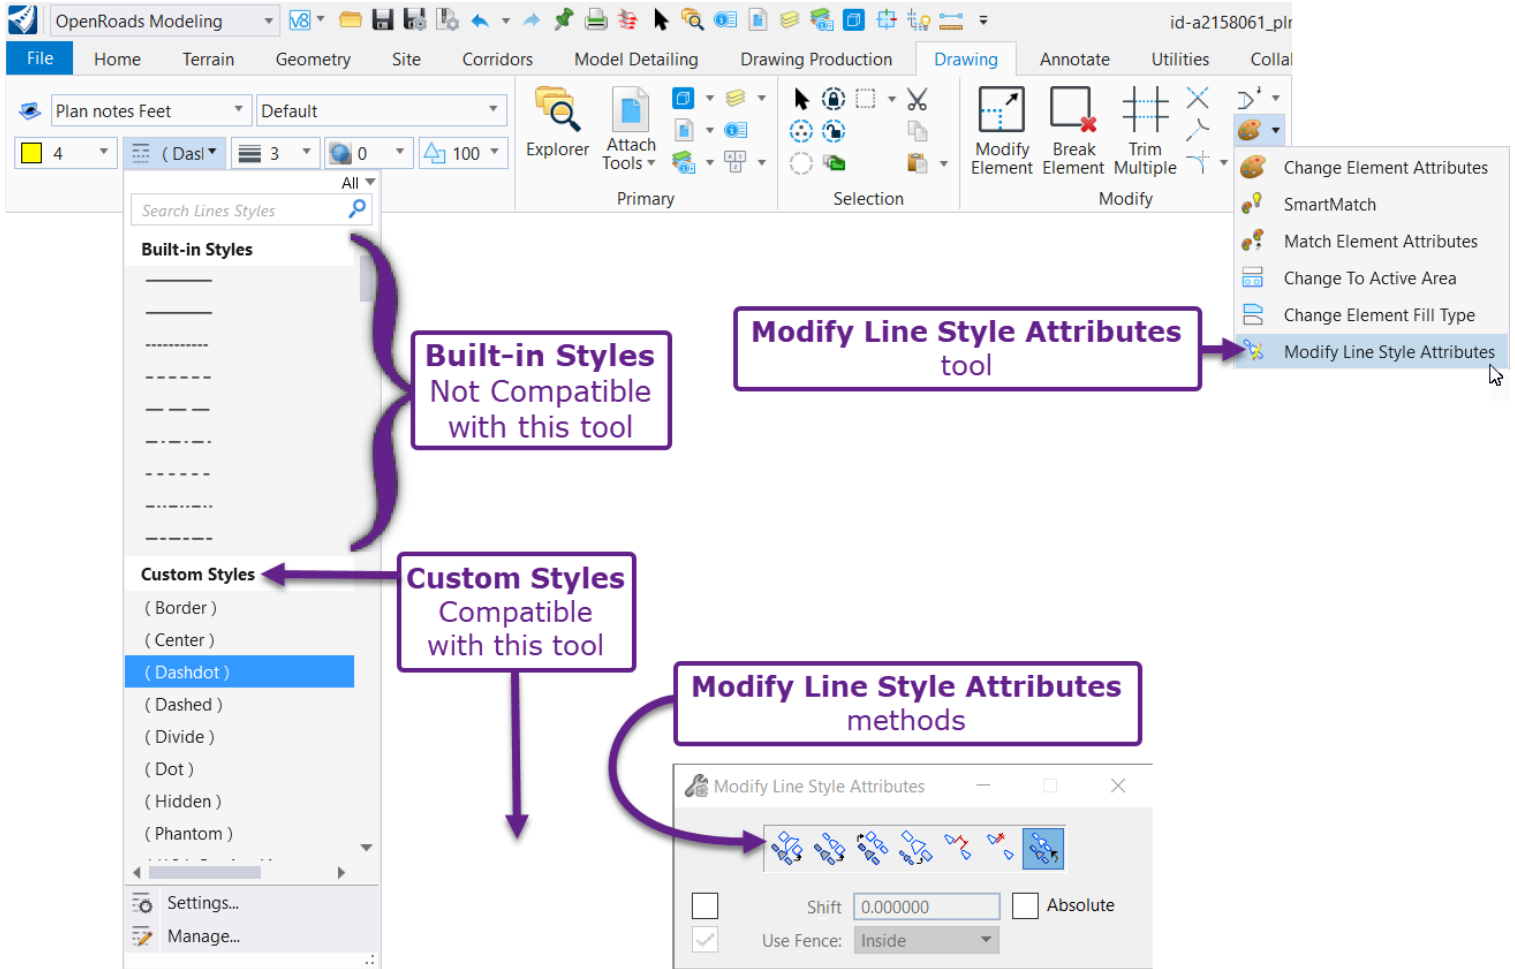 OpenRoads Modeling
V8
id-a2158061_plr
File Home Terrain Geometry Site Corridors Model Detailing Drawing Production Drawing Annotate Utilities Collal
Plan notes Feet
Default
4
( Dasl
3
0
100
Explorer
Attach
Tools
Primary
Selection
Modify
Element
Break
Element
Trim
Multiple
Modify
All
Search Lines Styles
Built-in Styles
Custom Styles
( Border )
( Center )
( Dashdot )
( Dashed )
( Divide )
( Dot )
( Hidden )
( Phantom )
Settings...
Manage...
Built-in Styles
Not Compatible
with this tool
Custom Styles
Compatible
with this tool
Modify Line Style Attributes
tool
Change Element Attributes
SmartMatch
Match Element Attributes
Change To Active Area
Change Element Fill Type
Modify Line Style Attributes
Modify Line Style Attributes
methods
Modify Line Style Attributes
Shift
0.000000
Absolute
Use Fence:
Inside